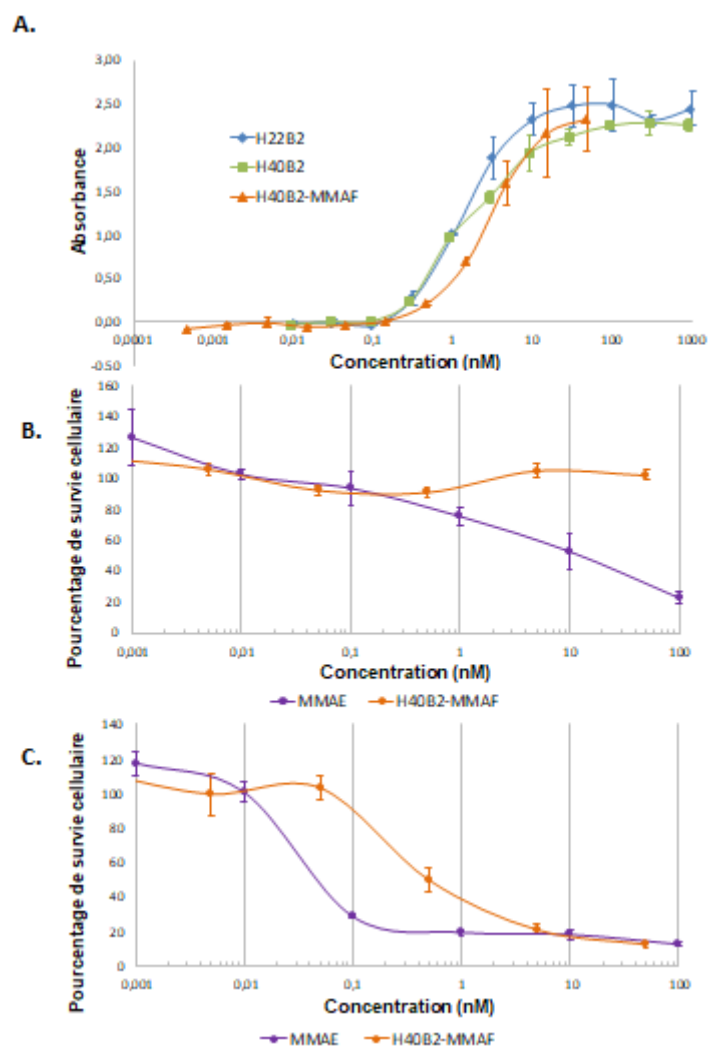 A.
3,00
2,50
2,00
1,50
1,00
0,50
0,00
-0.50
Absorbance
H22B2
H40B2
H40B2-MMAF
0,0001 0,001 0,01 0,1 1 10 100 1000
Concentration (nM)
B.
160
140
120
100
80
60
40
20
0
Pourcentage de survie cellulaire
0,001 0,01 0,1 1 10 100
Concentration (nM)
MMAE H40B2-MMAF
C.
140
120
100
80
60
40
20
0
Pourcentage de survie cellulaire
0,001 0,01 0,1 1 10 100
Concentration (nM)
MMAE H40B2-MMAF